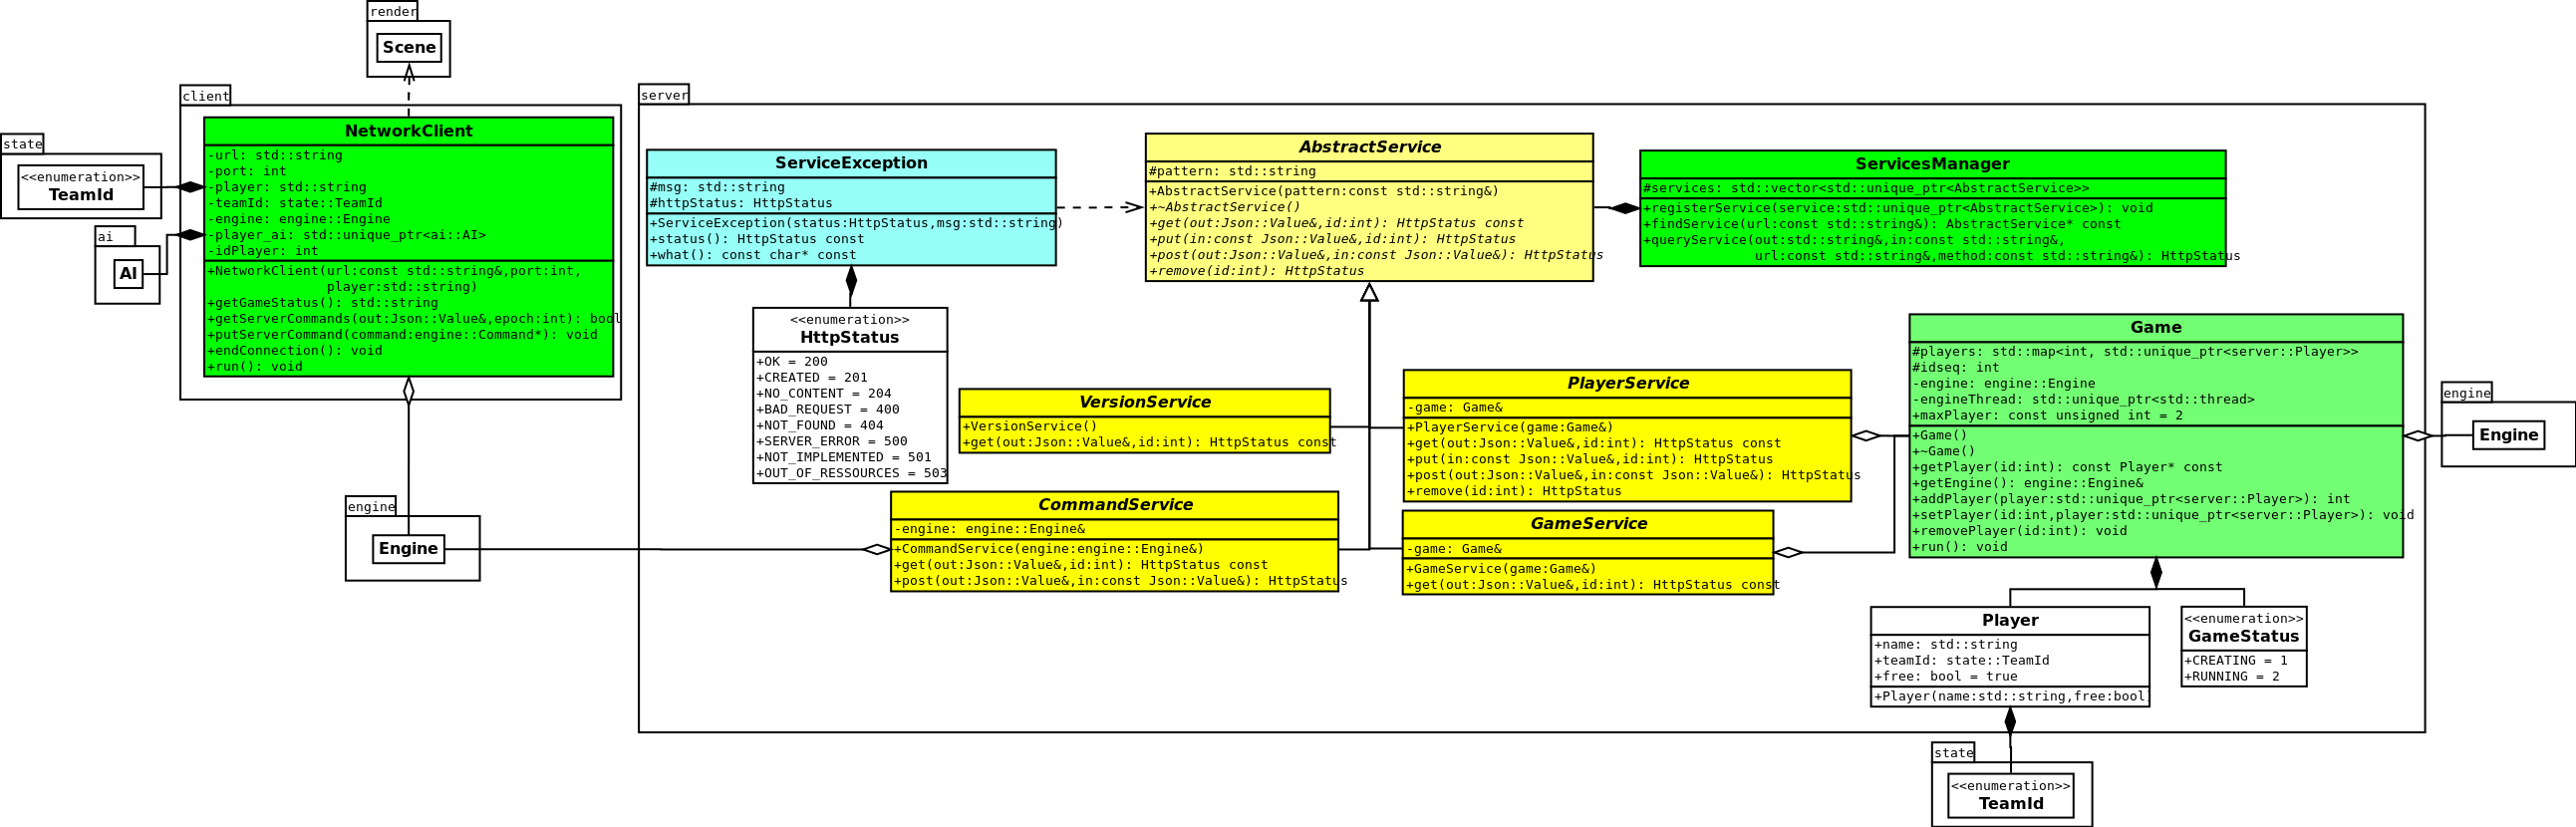 render
Scene
client
NetworkClient
-url: std::string
-port: int
-player: std::string
-teamId: state::TeamId
-engine: engine::Engine
-player_ai: std::unique_ptr<ai::AI>
-idPlayer: int
+NetworkClient(url:const std::string&,port:int,
player:std::string)
+getGameStatus(): std::string
+getServerCommands(out:Json::Value&,epoch:int): bool
+putServerCommand(command:engine::Command*): void
+endConnection(): void
+run(): void
state
<<enumeration>>
TeamId
ai
AI
engine
Engine
server
ServiceException
#msg: std::string
#httpStatus: HttpStatus
+ServiceException(status:HttpStatus,msg:std::string)
+status(): HttpStatus const
+what(): const char* const
<<enumeration>>
HttpStatus
+OK = 200
+CREATED = 201
+NO_CONTENT = 204
+BAD_REQUEST = 400
+NOT_FOUND = 404
+SERVER_ERROR = 500
+NOT_IMPLEMENTED = 501
+OUT_OF_RESSOURCES = 503
AbstractService
#pattern: std::string
+AbstractService(pattern:const std::string&)
+~AbstractService()
+get(out:Json::Value&,id:int): HttpStatus const
+put(in:const Json::Value&,id:int): HttpStatus
+post(out:Json::Value&,in:const Json::Value&): HttpStatus
+remove(id:int): HttpStatus
ServicesManager
#services: std::vector<std::unique_ptr<AbstractService>>
+registerService(service:std::unique_ptr<AbstractService>): void
+findService(url:const std::string&): AbstractService* const
+queryService(out:std::string&,in:const std::string&,
url:const std::string&,method:const std::string&): HttpStatus
VersionService
+VersionService()
+get(out:Json::Value&,id:int): HttpStatus const
PlayerService
-game: Game&
+PlayerService(game:Game&)
+get(out:Json::Value&,id:int): HttpStatus const
+put(in:const Json::Value&,id:int): HttpStatus
+post(out:Json::Value&,in:const Json::Value&): HttpStatus
+remove(id:int): HttpStatus
CommandService
-engine: engine::Engine&
+CommandService(engine:engine::Engine&)
+get(out:Json::Value&,id:int): HttpStatus const
+post(out:Json::Value&,in:const Json::Value&): HttpStatus
GameService
-game: Game&
+GameService(game:Game&)
+get(out:Json::Value&,id:int): HttpStatus const
Game
#players: std::map<int, std::unique_ptr<server::Player>>
#idseq: int
-engine: engine::Engine
-engineThread: std::unique_ptr<std::thread>
+maxPlayer: const unsigned int = 2
+Game()
+~Game()
+getPlayer(id:int): const Player* const
+getEngine(): engine::Engine&
+addPlayer(player:std::unique_ptr<server::Player>): int
+setPlayer(id:int,player:std::unique_ptr<server::Player>): void
+removePlayer(id:int): void
+run(): void
engine
Engine
Player
+name: std::string
+teamId: state::TeamId
+free: bool = true
+Player(name:std::string,free:bool)
<<enumeration>>
GameStatus
+CREATING = 1
+RUNNING = 2
state
<<enumeration>>
TeamId